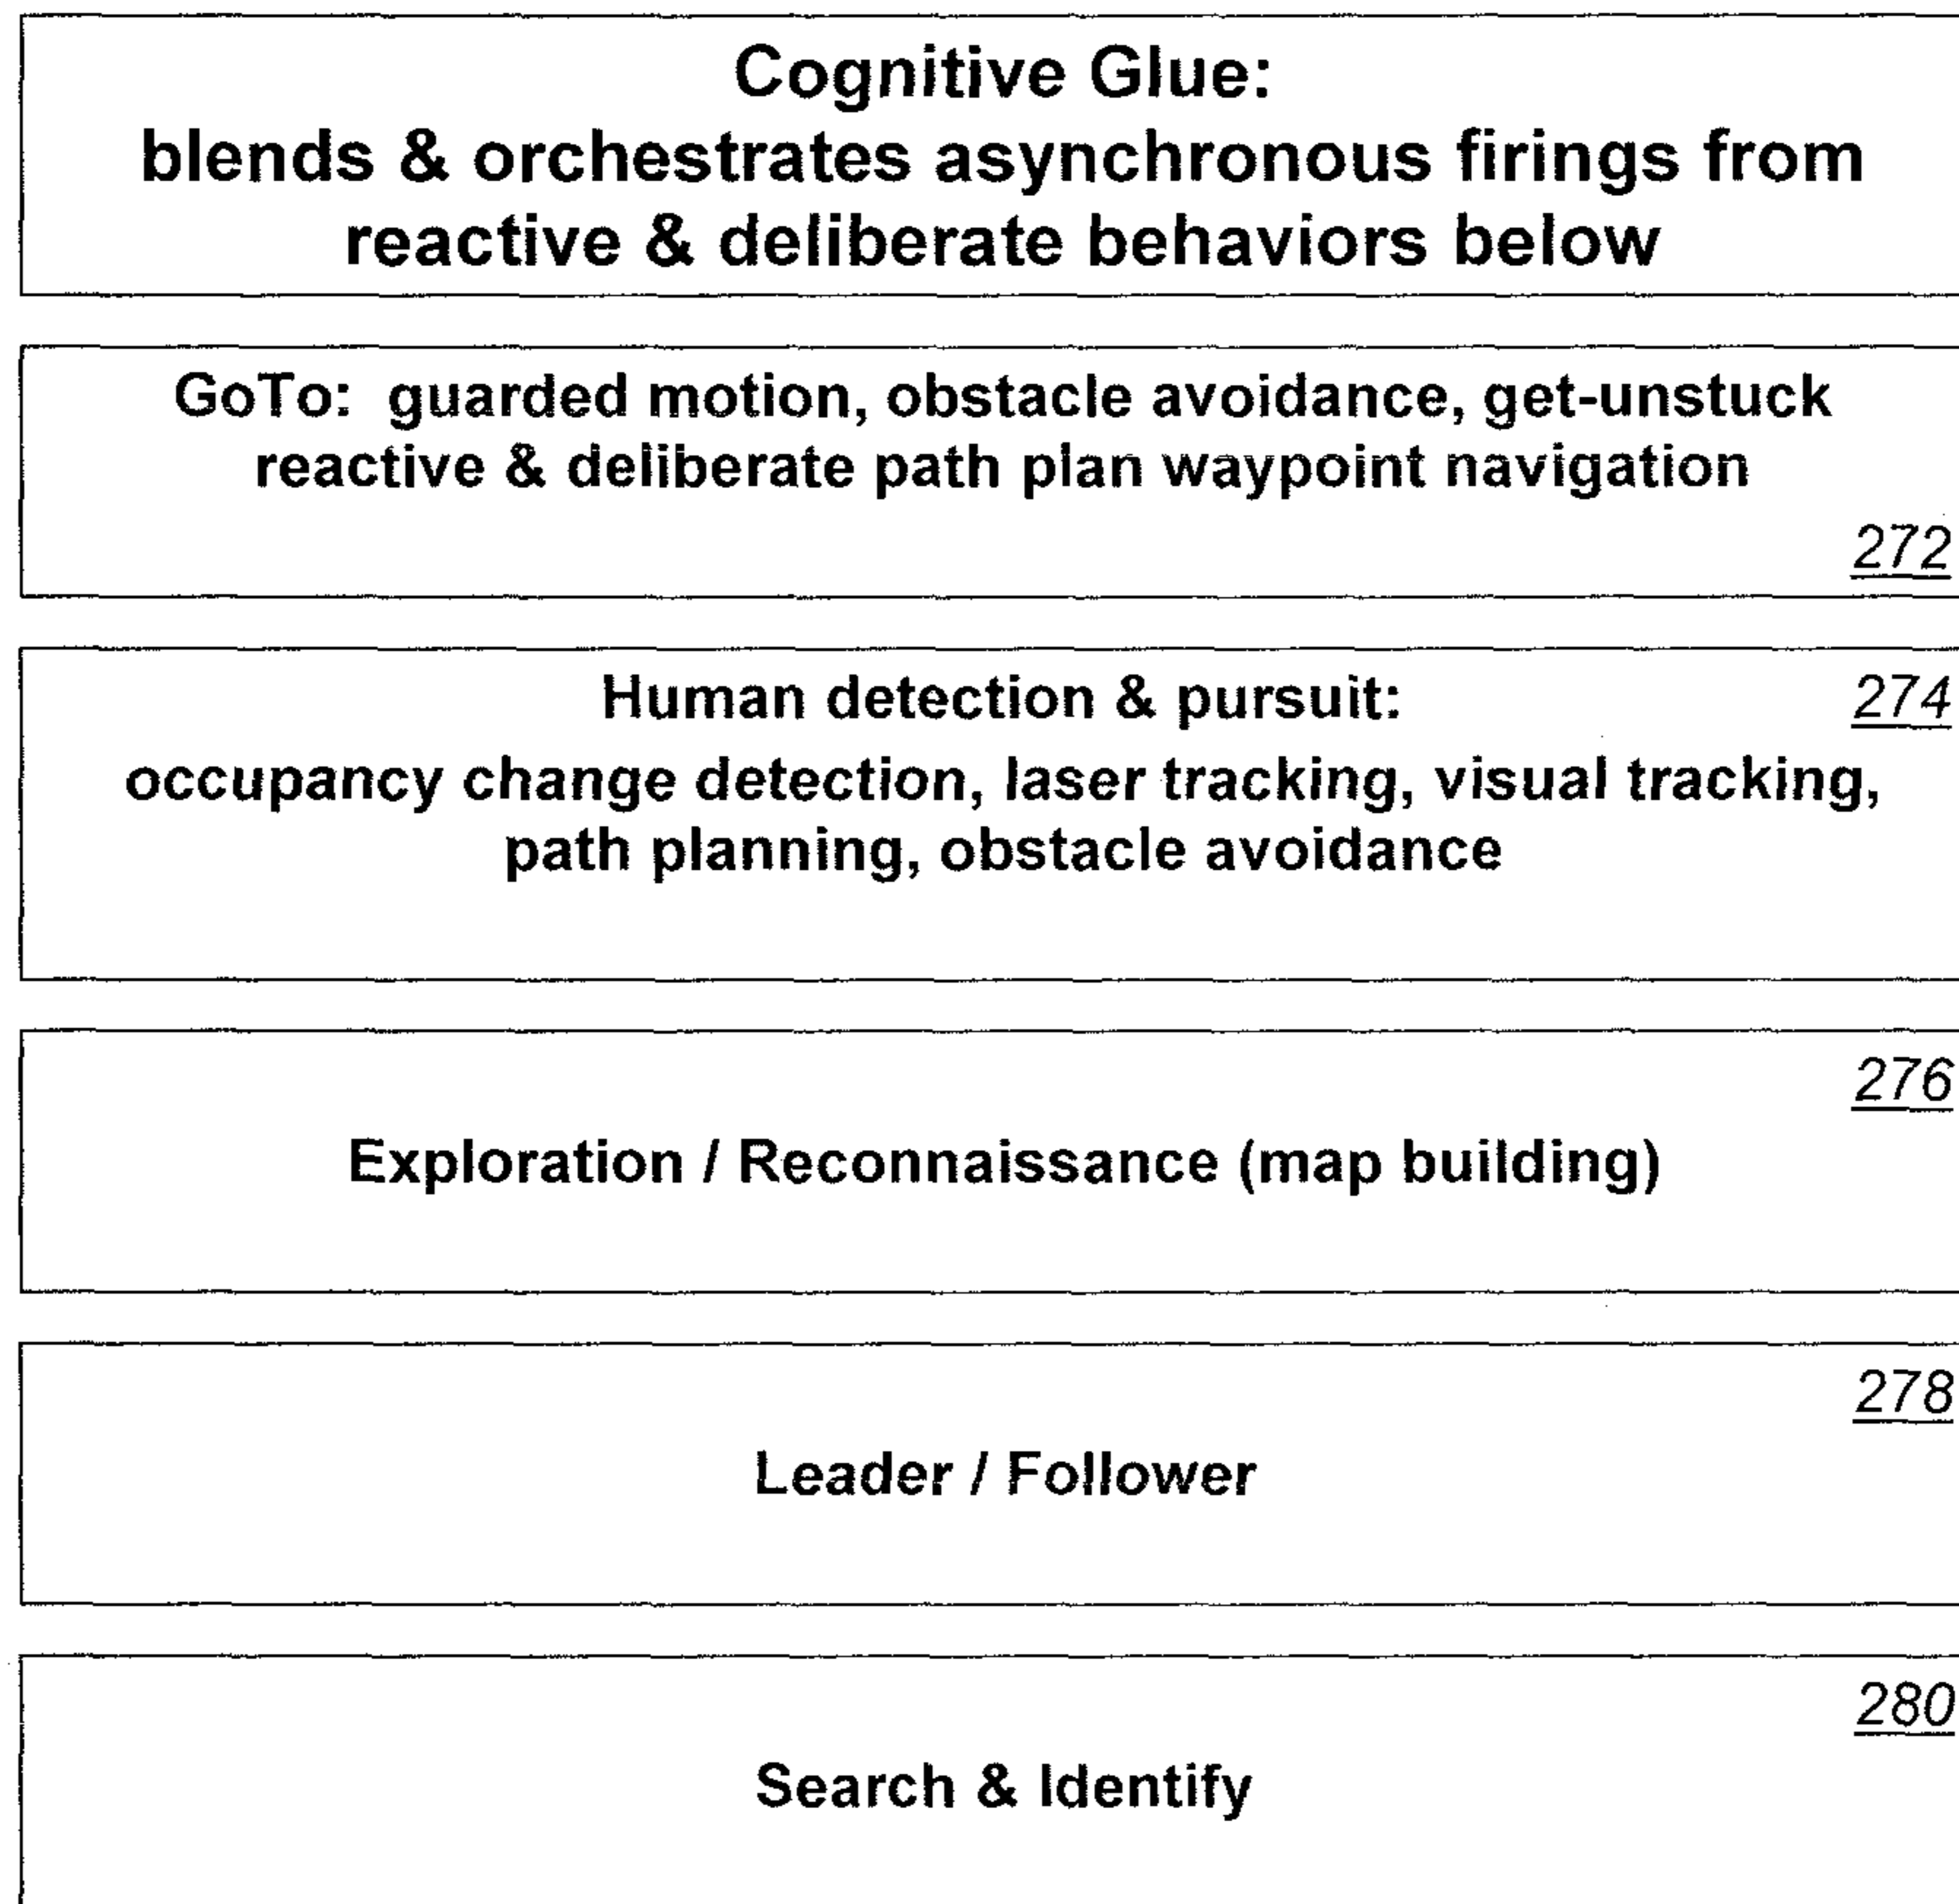 Cognitive Glue:
blends & orchestrates asynchronous firings from
reactive & deliberate behaviors below
GoTo: guarded motion, obstacle avoidance, get-unstuck
reactive & deliberate path plan waypoint navigation
272
Human detection & pursuit:
274
occupancy change detection, laser tracking, visual tracking,
path planning, obstacle avoidance
276
Exploration / Reconnaissance (map building)
278
Leader / Follower
280
Search & Identify